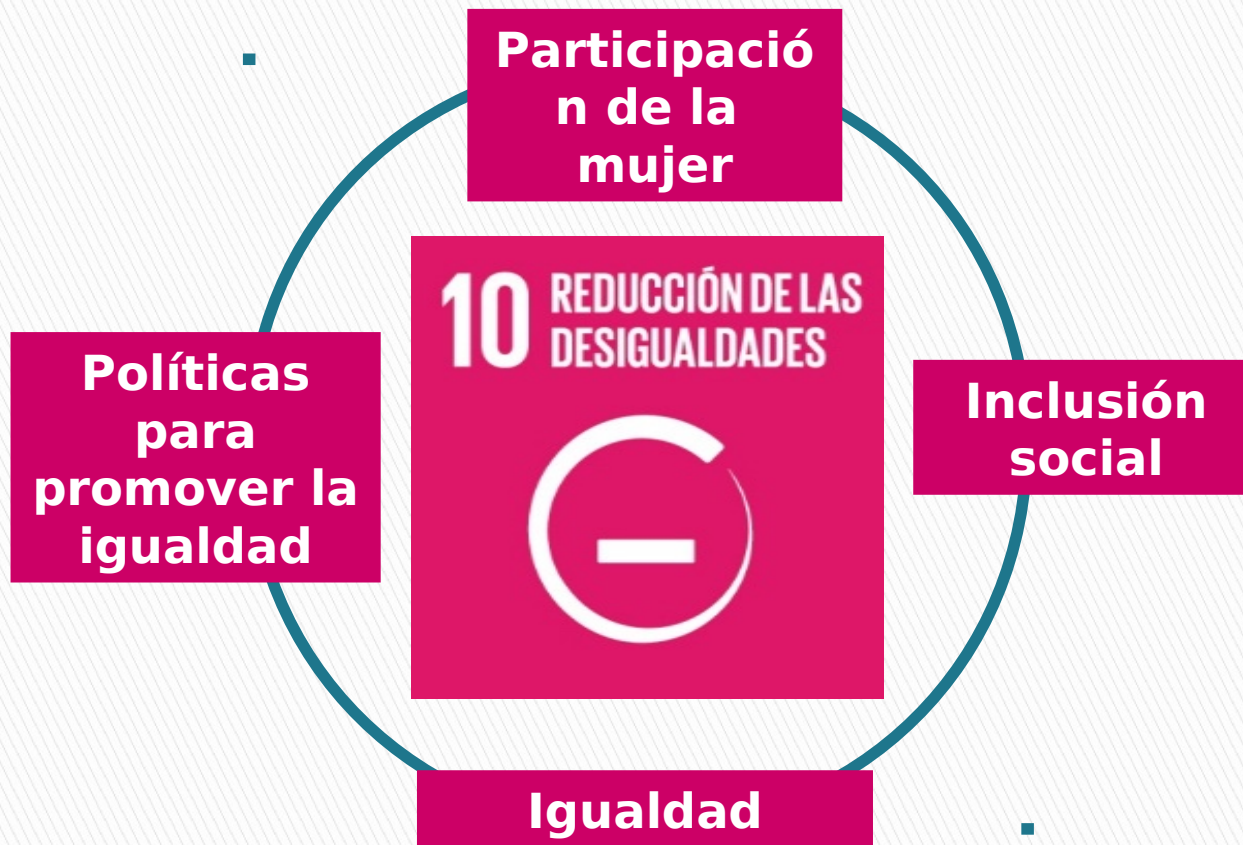 Participació
n de la
mujer
10 REDUCCIÓN DE LAS
DESIGUALDADES
Políticas
para
promover la
igualdad
Inclusión
social
Igualdad